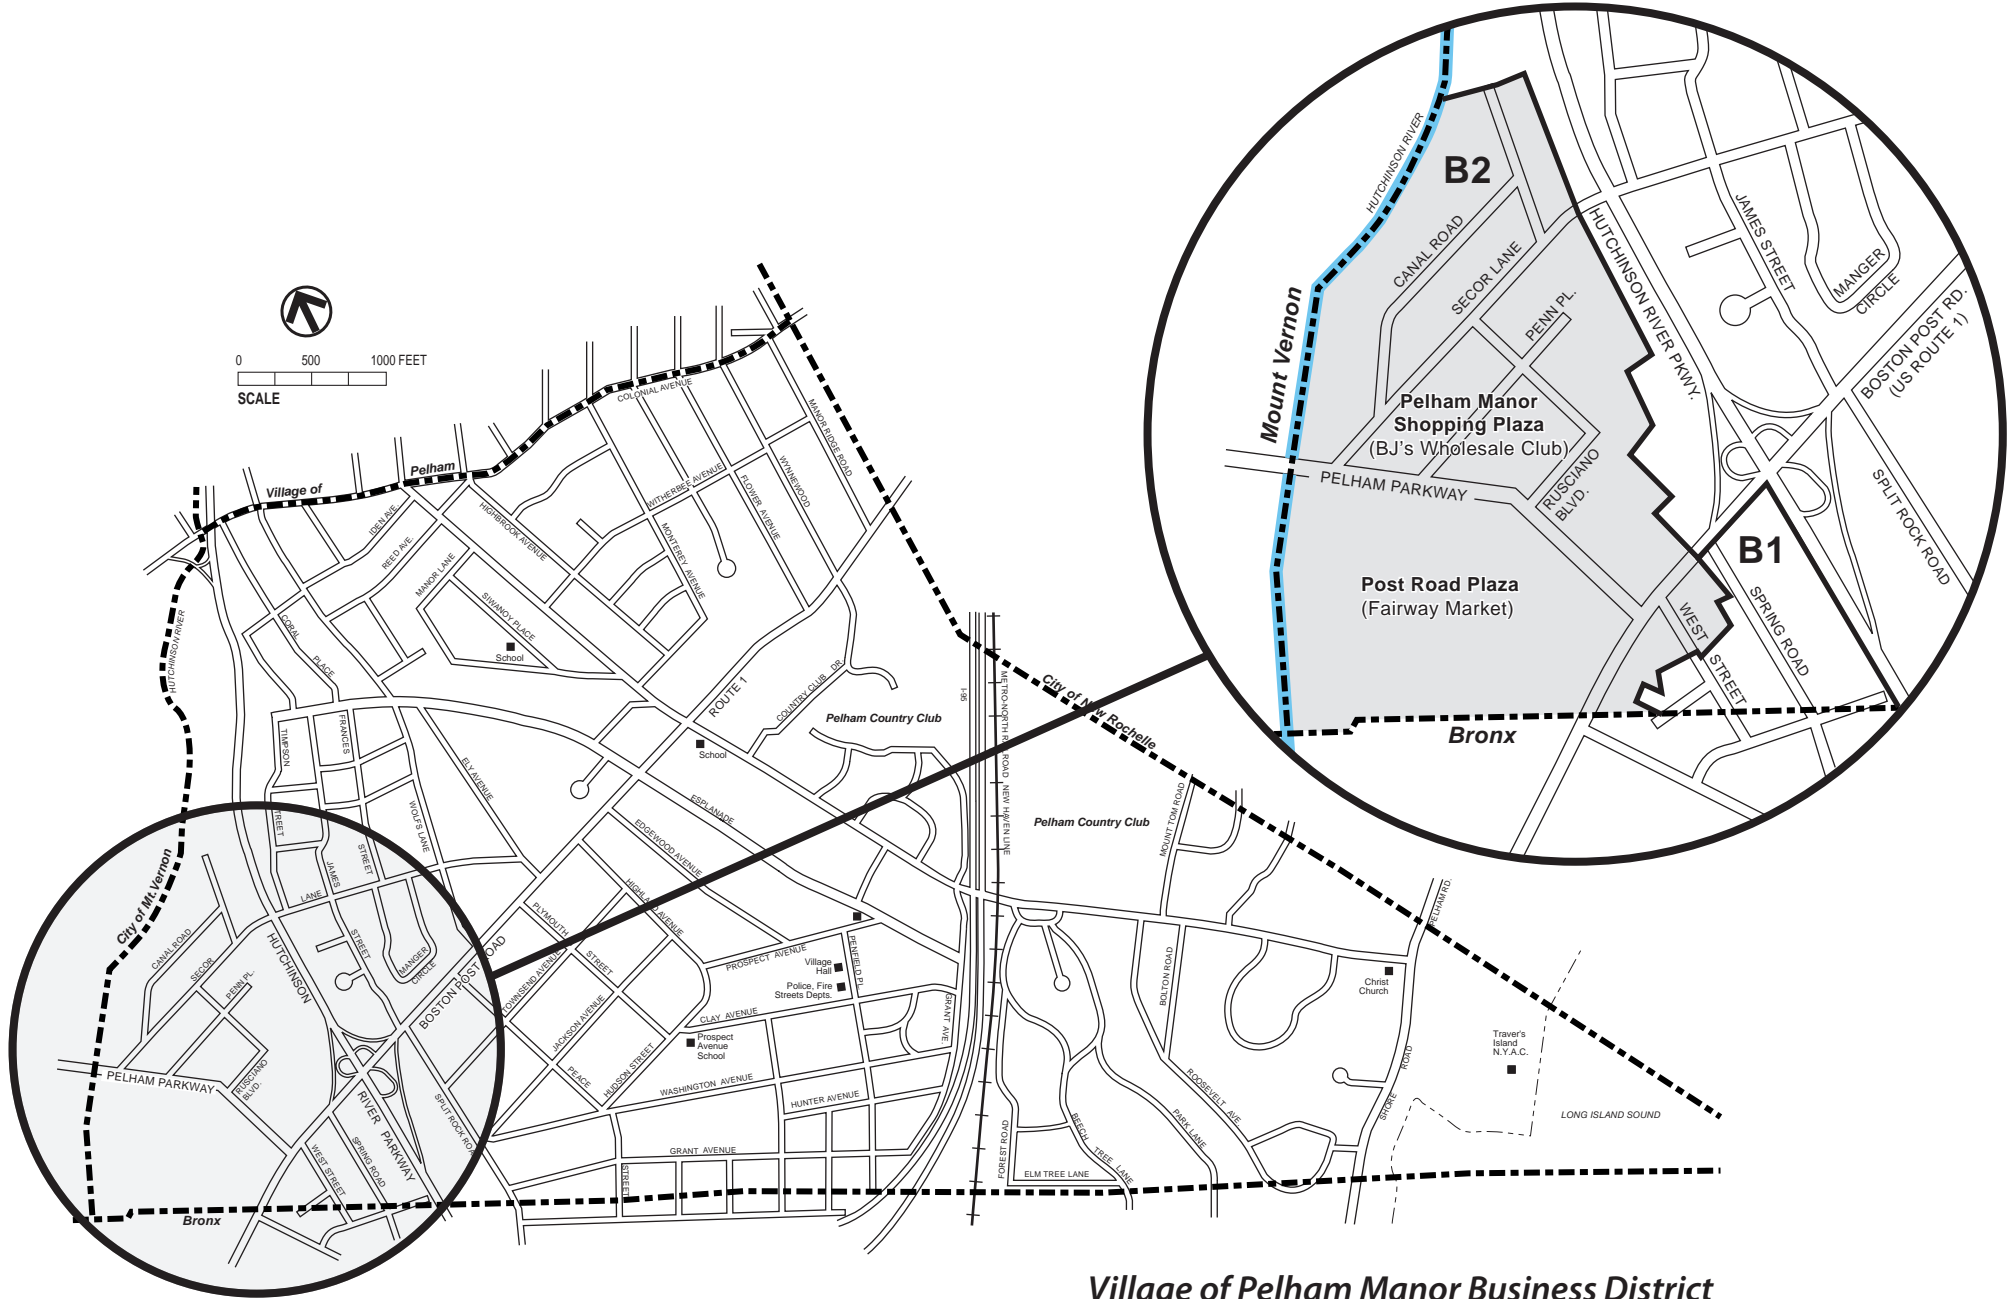 0 500 1000 FEET
SCALE
Village of
Pelham
COLONIAL AVENUE
MANOR RIDGE ROAD
WYNNEWOOD
FLOWER AVENUE
WITHERBEE AVENUE
MONTEREY AVENUE
HIGHBROOK AVENUE
IDEN AVE.
REED AVE.
MANOR LANE
SIWANOY PLACE
School
CORAL
PLACE
HUTCHINSON RIVER
TIMPSON
STREET
FRANCES
STREET
ELY AVENUE
WOLFS LANE
ROUTE 1
School
COUNTRY CLUB DR.
Pelham Country Club
I-95
METRO-NORTH RAILROAD NEW HAVEN LINE
City of New Rochelle
Pelham Country Club
ESPLANADE
EDGEWOOD AVENUE
HIGHLAND AVENUE
PLYMOUTH
STREET
TOWNSEND AVENUE
JACKSON AVENUE
PEACE
STREET
HUDSON STREET
PROSPECT AVENUE
PENFIELD PL.
Village
Hall
Police, Fire
Streets Depts.
CLAY AVENUE
Prospect
Avenue
School
WASHINGTON AVENUE
HUNTER AVENUE
GRANT AVENUE
GRANT AVE.
MOUNT TOM ROAD
BOLTON ROAD
ROOSEVELT AVE
PARK LANE
BEECH
TREE LANE
FOREST ROAD
ELM TREE LANE
PELHAM RD.
SHORE
ROAD
Christ
Church
Traver's
Island
N.Y.A.C.
LONG ISLAND SOUND
City of Mt. Vernon
CANAL ROAD
SECOR
LANE
PENN PL.
JAMES
STREET
MANGER
CIRCLE
HUTCHINSON
RIVER PARKWAY
BOSTON POST ROAD
PELHAM PARKWAY
RUSCIANO
BLVD.
SPLIT ROCK ROAD
WEST STREET
SPRING ROAD
Bronx
HUTCHINSON RIVER
B2
CANAL ROAD
SECOR LANE
PENN PL.
Mount Vernon
HUTCHINSON RIVER PKWY.
JAMES STREET
MANGER
CIRCLE
BOSTON POST RD.
(US ROUTE 1)
Pelham Manor
Shopping Plaza
(BJ's Wholesale Club)
PELHAM PARKWAY
RUSCIANO
BLVD.
SPLIT ROCK ROAD
B1
Post Road Plaza
(Fairway Market)
WEST
STREET
SPRING ROAD
Bronx
Village of Pelham Manor Business District